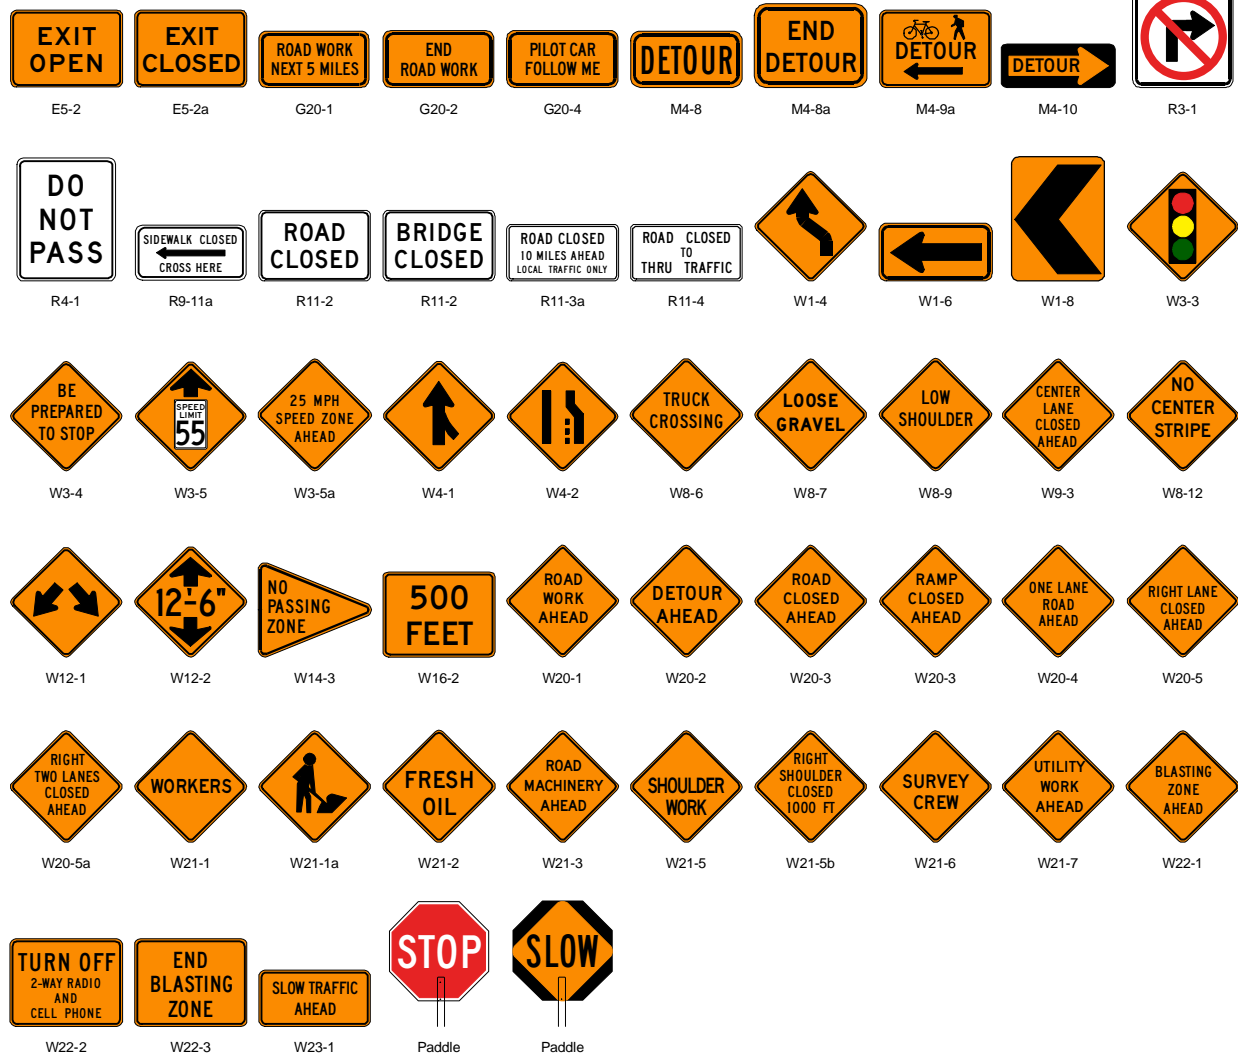 EXIT
OPEN
EXIT
CLOSED
ROAD WORK
NEXT 5 MILES
END
ROAD WORK
PILOT CAR
FOLLOW ME
DETOUR
END
DETOUR
DETOUR
DETOUR
E5-2
E5-2a
G20-1
G20-2
G20-4
M4-8
M4-8a
M4-9a
M4-10
R3-1
DO
NOT
PASS
SIDEWALK CLOSED
CROSS HERE
ROAD
CLOSED
BRIDGE
CLOSED
ROAD CLOSED
10 MILES AHEAD
LOCAL TRAFFIC ONLY
ROAD CLOSED
TO
THRU TRAFFIC
R4-1
R9-11a
R11-2
R11-2
R11-3a
R11-4
W1-4
W1-6
W1-8
W3-3
BE
PREPARED
TO STOP
SPEED
LIMIT
55
25 MPH
SPEED ZONE
AHEAD
TRUCK
CROSSING
LOOSE
GRAVEL
LOW
SHOULDER
CENTER
LANE
CLOSED
AHEAD
NO
CENTER
STRIPE
W3-4
W3-5
W3-5a
W4-1
W4-2
W8-6
W8-7
W8-9
W9-3
W8-12
12'-6"
NO
PASSING
ZONE
500
FEET
ROAD
WORK
AHEAD
DETOUR
AHEAD
ROAD
CLOSED
AHEAD
RAMP
CLOSED
AHEAD
ONE LANE
ROAD
AHEAD
RIGHT LANE
CLOSED
AHEAD
W12-1
W12-2
W14-3
W16-2
W20-1
W20-2
W20-3
W20-3
W20-4
W20-5
RIGHT
TWO LANES
CLOSED
AHEAD
WORKERS
FRESH
OIL
ROAD
MACHINERY
AHEAD
SHOULDER
WORK
RIGHT
SHOULDER
CLOSED
1000 FT
SURVEY
CREW
UTILITY
WORK
AHEAD
BLASTING
ZONE
AHEAD
W20-5a
W21-1
W21-1a
W21-2
W21-3
W21-5
W21-5b
W21-6
W21-7
W22-1
TURN OFF
2-WAY RADIO
AND
CELL PHONE
END
BLASTING
ZONE
SLOW TRAFFIC
AHEAD
STOP
SLOW
W22-2
W22-3
W23-1
Paddle
Paddle